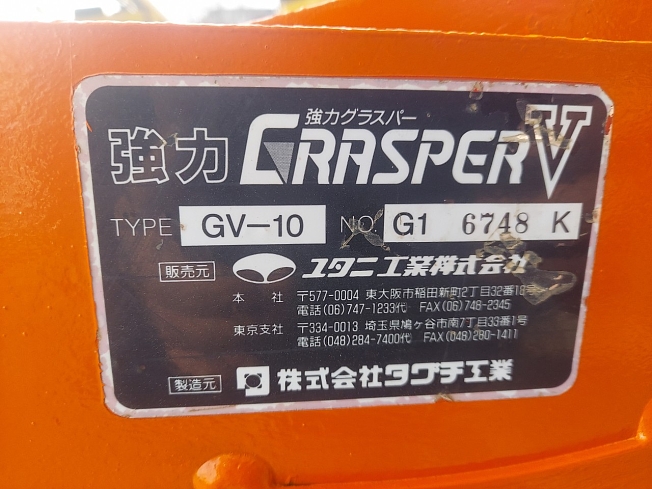 強力グラスパー
強力 GRASPER V
TYPE GV-10 NO. G1 6748 K
販売元 ユタニ工業株式会社
本社 〒577-0004 東大阪市稲田新町2丁目32番18号
電話(06)747-1233代 FAX(06)748-2345
東京支社 〒334-0013 埼玉県鳩ヶ谷市南7丁目33番1号
電話(048)284-7400代 FAX(048)280-1411
製造元 株式会社タグチ工業